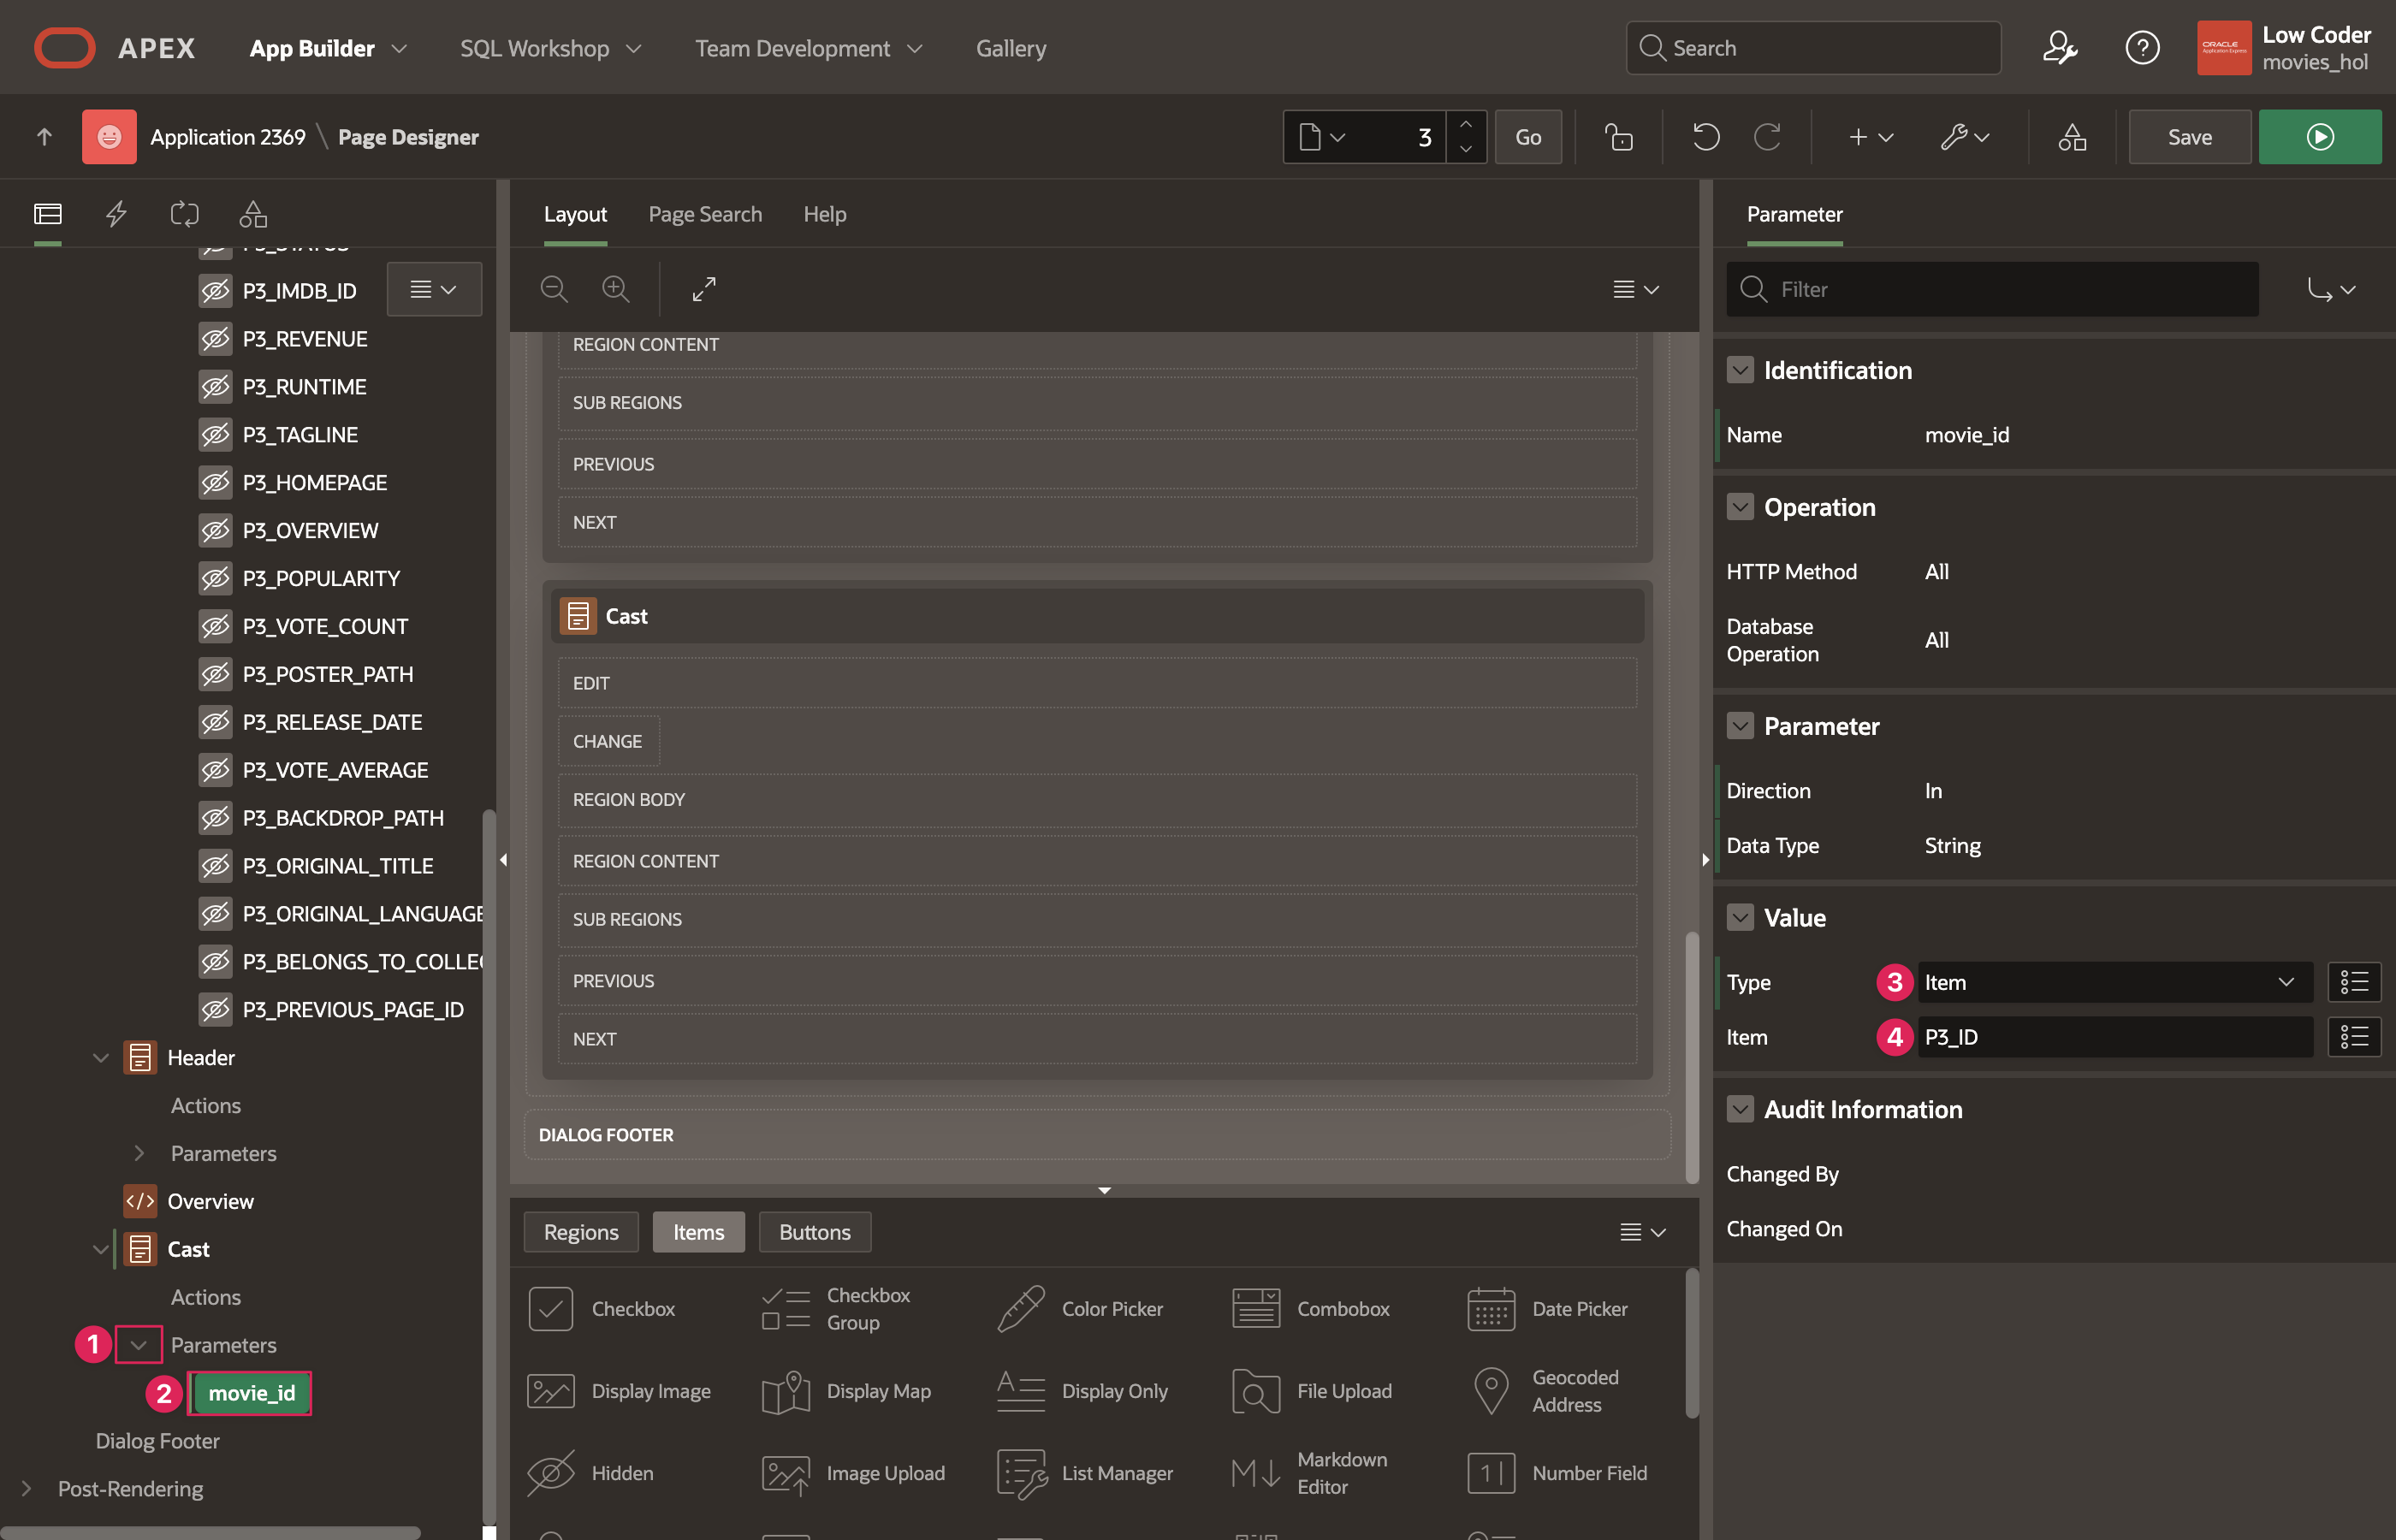 APEX
App Builder
SQL Workshop
Team Development
Gallery
Search
ORACLE
Application Express
Low Coder
movies_hol
Application 2369 \ Page Designer
3
Go
Save
Layout
Page Search
Help
Parameter
P3_STATUS
P3_IMDB_ID
P3_REVENUE
P3_RUNTIME
P3_TAGLINE
P3_HOMEPAGE
P3_OVERVIEW
P3_POPULARITY
P3_VOTE_COUNT
P3_POSTER_PATH
P3_RELEASE_DATE
P3_VOTE_AVERAGE
P3_BACKDROP_PATH
P3_ORIGINAL_TITLE
P3_ORIGINAL_LANGUAGE
P3_BELONGS_TO_COLLEC
P3_PREVIOUS_PAGE_ID
Header
Actions
Parameters
</> Overview
Cast
Actions
1 Parameters
2 movie_id
Dialog Footer
Post-Rendering
REGION CONTENT
SUB REGIONS
PREVIOUS
NEXT
Cast
EDIT
CHANGE
REGION BODY
REGION CONTENT
SUB REGIONS
PREVIOUS
NEXT
DIALOG FOOTER
Regions
Items
Buttons
Checkbox
Checkbox
Group
Color Picker
Combobox
Date Picker
Display Image
Display Map
Display Only
File Upload
Geocoded
Address
Hidden
Image Upload
List Manager
Markdown
Editor
Number Field
Filter
Identification
Name movie_id
Operation
HTTP Method All
Database
Operation All
Parameter
Direction In
Data Type String
Value
Type 3 Item
Item 4 P3_ID
Audit Information
Changed By
Changed On